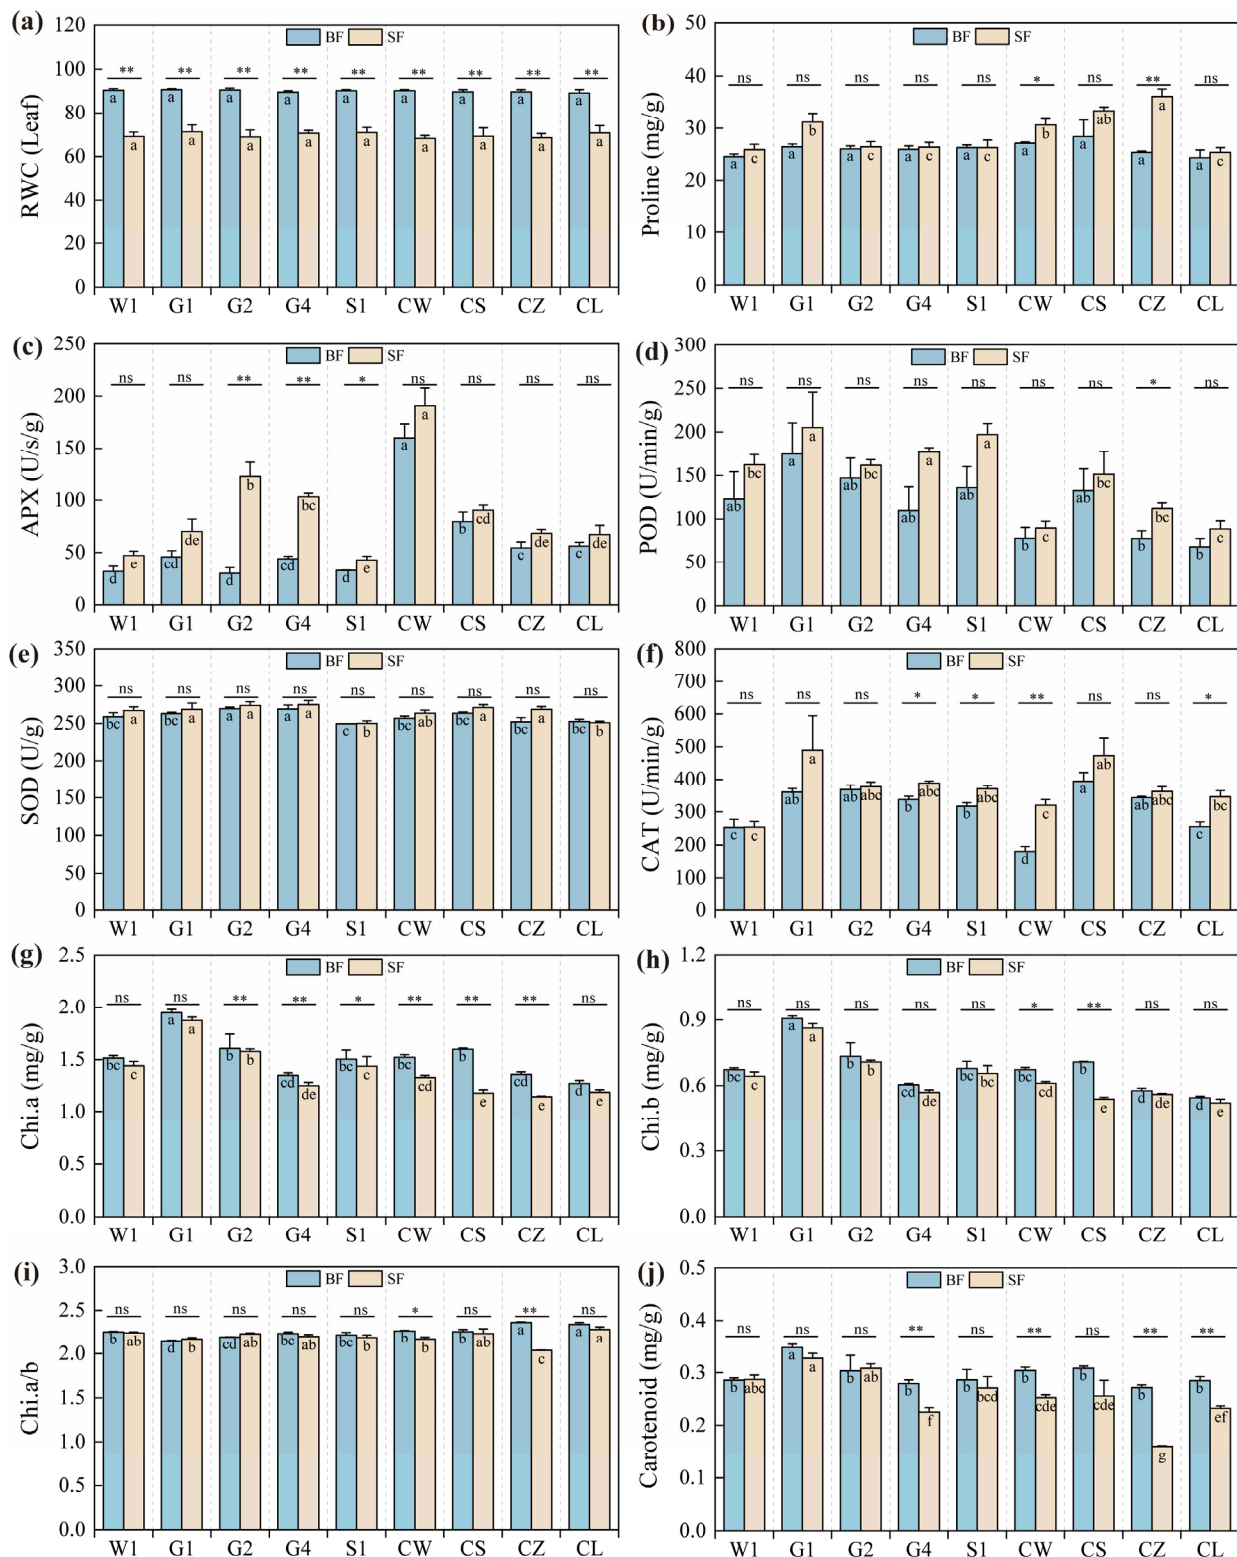 (a)
RWC (Leaf)
120
100
80
60
40
20
0
BF SF
** ** ** ** ** ** ** ** **
a a a a a a a a a a a a a a a a a a
W1 G1 G2 G4 S1 CW CS CZ CL
(b)
Proline (mg/g)
50
40
30
20
10
0
BF SF
ns ns ns ns ns * ns ** ns
a c a b a c a c a c a b a ab a a a c
W1 G1 G2 G4 S1 CW CS CZ CL
(c)
APX (U/s/g)
250
200
150
100
50
0
BF SF
ns ns ** ** * ns ns ns ns
d e cd de d b cd bc d e a a b cd c de c de
W1 G1 G2 G4 S1 CW CS CZ CL
(d)
POD (U/min/g)
300
250
200
150
100
50
0
BF SF
ns ns ns ns ns ns ns * ns
ab bc a a ab bc ab a ab a b c ab ab b bc b c
W1 G1 G2 G4 S1 CW CS CZ CL
(e)
SOD (U/g)
350
300
250
200
150
100
50
0
BF SF
ns ns ns ns ns ns ns ns ns
bc a bc a a a a a c b bc ab bc a bc a bc b
W1 G1 G2 G4 S1 CW CS CZ CL
(f)
CAT (U/min/g)
800
700
600
500
400
300
200
100
0
BF SF
ns ns ns * * ** ns ns *
c c ab a ab abc b abc b abc d c a ab ab abc c bc
W1 G1 G2 G4 S1 CW CS CZ CL
(g)
Chi.a (mg/g)
2.5
2.0
1.5
1.0
0.5
0.0
BF SF
ns ns ** ** * ** ** ** ns
bc c a a b b cd de bc c bc cd b e cd e d e
W1 G1 G2 G4 S1 CW CS CZ CL
(h)
Chi.b (mg/g)
1.2
0.9
0.6
0.3
0.0
BF SF
ns ns ns ns ns * ** ns ns
bc c a a b b cd de bc bc bc cd b e d de d e
W1 G1 G2 G4 S1 CW CS CZ CL
(i)
Chi.a/b
3.0
2.5
2.0
1.5
1.0
0.5
0.0
BF SF
ns ns ns ns ns * ns ** ns
b ab d b cd ab bc ab b b b b b ab a c a a
W1 G1 G2 G4 S1 CW CS CZ CL
(j)
Carotenoid (mg/g)
0.5
0.4
0.3
0.2
0.1
0.0
BF SF
ns ns ns ** ns ** ns ** **
b abc a a b ab b f b bcd b cde b cde b g b ef
W1 G1 G2 G4 S1 CW CS CZ CL